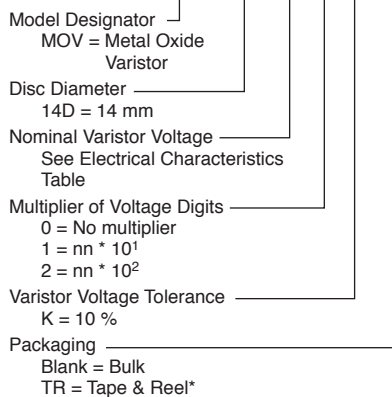 Model Designator
MOV = Metal Oxide
Varistor
Disc Diameter
14D = 14 mm
Nominal Varistor Voltage
See Electrical Characteristics
Table
Multiplier of Voltage Digits
0 = No multiplier
1 = nn * 10¹
2 = nn * 10²
Varistor Voltage Tolerance
K = 10 %
Packaging
Blank = Bulk
TR = Tape & Reel*